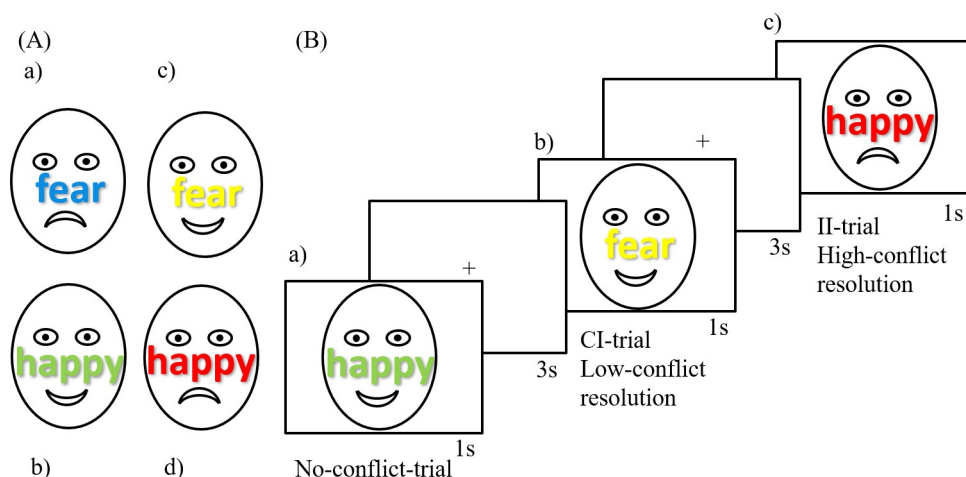 (A)
a)
c)
fear
fear
happy
happy
b)
d)
(B)
a)
happy
1s
No-conflict-trial
+
3s
b)
fear
1s
CI-trial
Low-conflict
resolution
+
3s
c)
happy
1s
II-trial
High-conflict
resolution